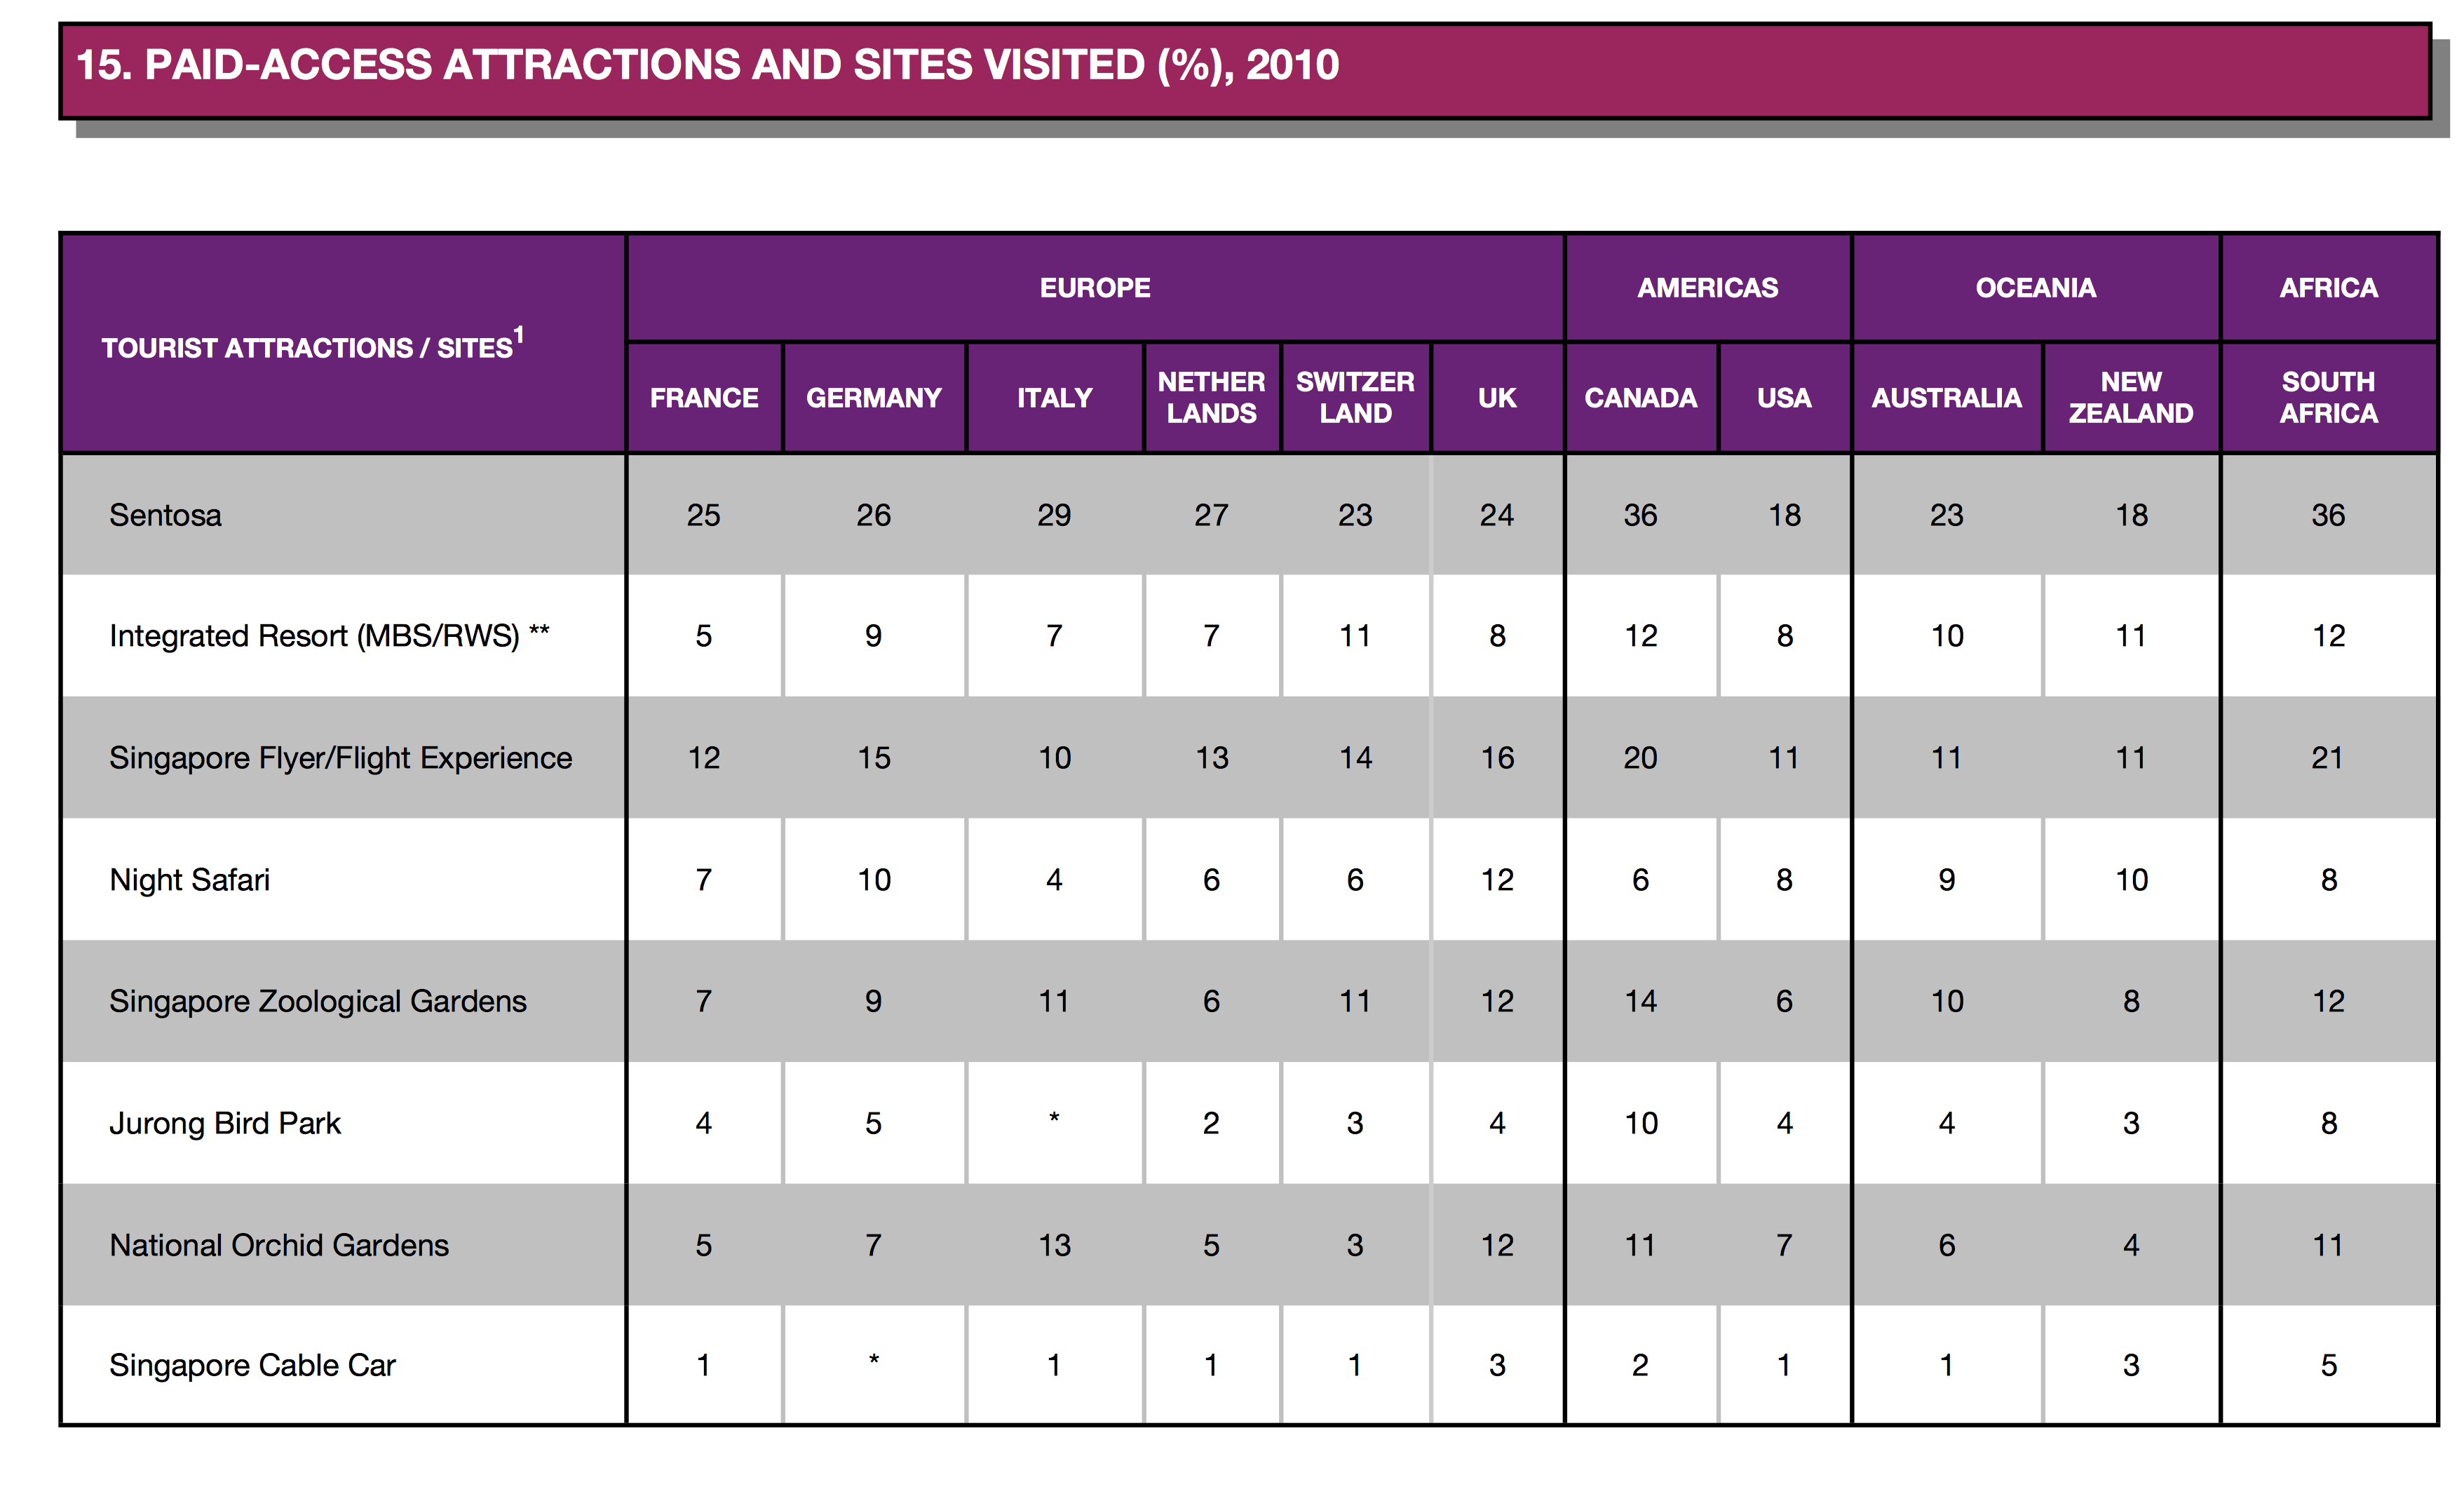 15. PAID-ACCESS ATTRACTIONS AND SITES VISITED (%), 2010
TOURIST ATTRACTIONS / SITES1
EUROPE AMERICAS OCEANIA AFRICA
FRANCE GERMANY ITALY NETHER LANDS SWITZER LAND UK CANADA USA AUSTRALIA NEW ZEALAND SOUTH AFRICA
Sentosa 25 26 29 27 23 24 36 18 23 18 36
Integrated Resort (MBS/RWS) ** 5 9 7 7 11 8 12 8 10 11 12
Singapore Flyer/Flight Experience 12 15 10 13 14 16 20 11 11 11 21
Night Safari 7 10 4 6 6 12 6 8 9 10 8
Singapore Zoological Gardens 7 9 11 6 11 12 14 6 10 8 12
Jurong Bird Park 4 5 * 2 3 4 10 4 4 3 8
National Orchid Gardens 5 7 13 5 3 12 11 7 6 4 11
Singapore Cable Car 1 * 1 1 1 3 2 1 1 3 5